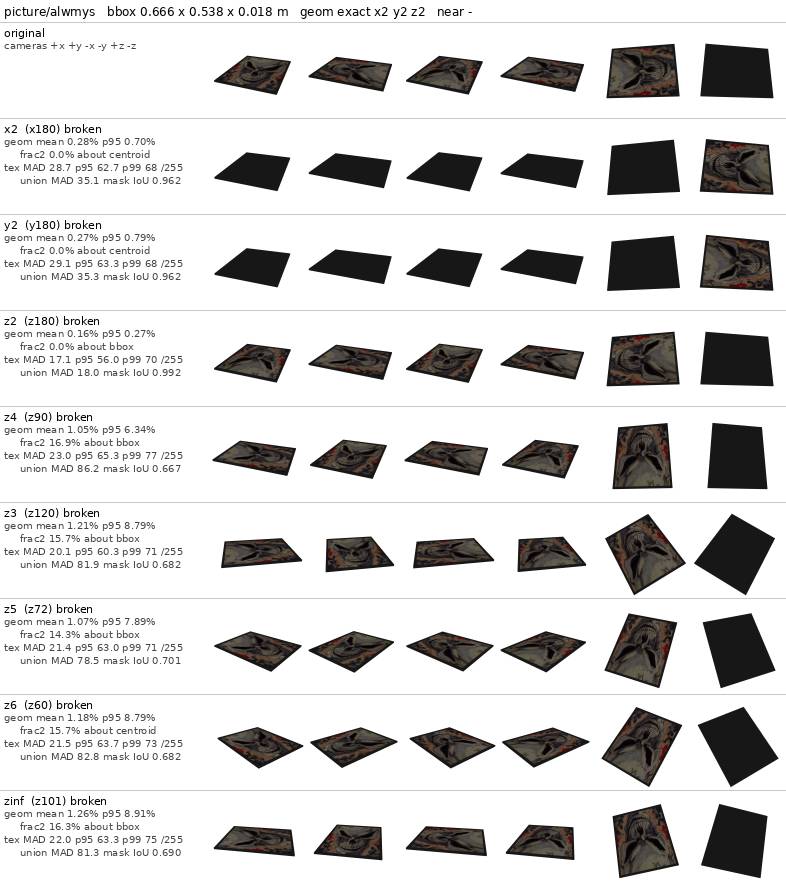 picture/alwmys   bbox 0.666 x 0.538 x 0.018 m   geom exact x2 y2 z2   near -
original
cameras +x +y -x -y +z -z
x2  (x180) broken
geom mean 0.28% p95 0.70%
frac2 0.0% about centroid
tex MAD 28.7 p95 62.7 p99 68 /255
union MAD 35.1 mask IoU 0.962
y2  (y180) broken
geom mean 0.27% p95 0.79%
frac2 0.0% about centroid
tex MAD 29.1 p95 63.3 p99 68 /255
union MAD 35.3 mask IoU 0.962
z2  (z180) broken
geom mean 0.16% p95 0.27%
frac2 0.0% about bbox
tex MAD 17.1 p95 56.0 p99 70 /255
union MAD 18.0 mask IoU 0.992
z4  (z90) broken
geom mean 1.05% p95 6.34%
frac2 16.9% about bbox
tex MAD 23.0 p95 65.3 p99 77 /255
union MAD 86.2 mask IoU 0.667
z3  (z120) broken
geom mean 1.21% p95 8.79%
frac2 15.7% about bbox
tex MAD 20.1 p95 60.3 p99 71 /255
union MAD 81.9 mask IoU 0.682
z5  (z72) broken
geom mean 1.07% p95 7.89%
frac2 14.3% about bbox
tex MAD 21.4 p95 63.0 p99 71 /255
union MAD 78.5 mask IoU 0.701
z6  (z60) broken
geom mean 1.18% p95 8.79%
frac2 15.7% about centroid
tex MAD 21.5 p95 63.7 p99 73 /255
union MAD 82.8 mask IoU 0.682
zinf  (z101) broken
geom mean 1.26% p95 8.91%
frac2 16.3% about bbox
tex MAD 22.0 p95 63.3 p99 75 /255
union MAD 81.3 mask IoU 0.690